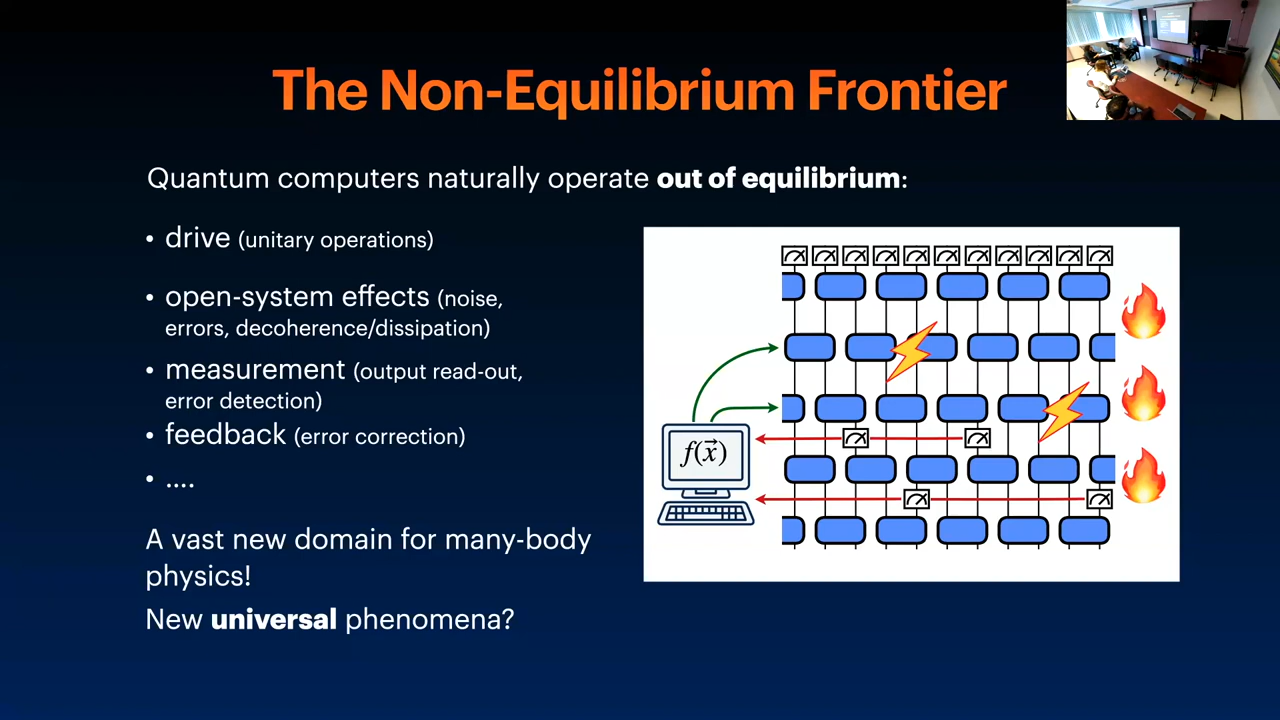 The Non-Equilibrium Frontier
Quantum computers naturally operate out of equilibrium:
• drive (unitary operations)
• open-system effects (noise,
errors, decoherence/dissipation)
• measurement (output read-out,
error detection)
• feedback (error correction)
• ....
A vast new domain for many-body
physics!
New universal phenomena?
f(x⃗)